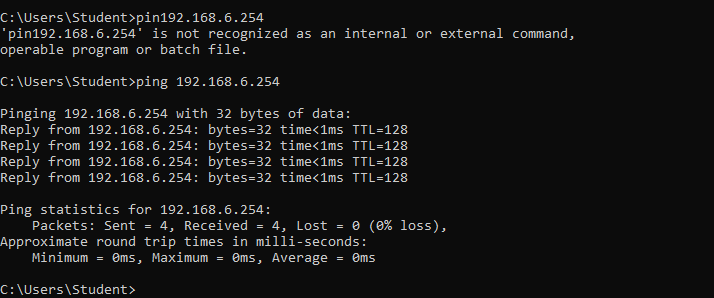 C:\Users\Student>pin192.168.6.254
'pin192.168.6.254' is not recognized as an internal or external command,
operable program or batch file.
C:\Users\Student>ping 192.168.6.254
Pinging 192.168.6.254 with 32 bytes of data:
Reply from 192.168.6.254: bytes=32 time<1ms TTL=128
Reply from 192.168.6.254: bytes=32 time<1ms TTL=128
Reply from 192.168.6.254: bytes=32 time<1ms TTL=128
Reply from 192.168.6.254: bytes=32 time<1ms TTL=128
Ping statistics for 192.168.6.254:
    Packets: Sent = 4, Received = 4, Lost = 0 (0% loss),
Approximate round trip times in milli-seconds:
    Minimum = 0ms, Maximum = 0ms, Average = 0ms
C:\Users\Student>